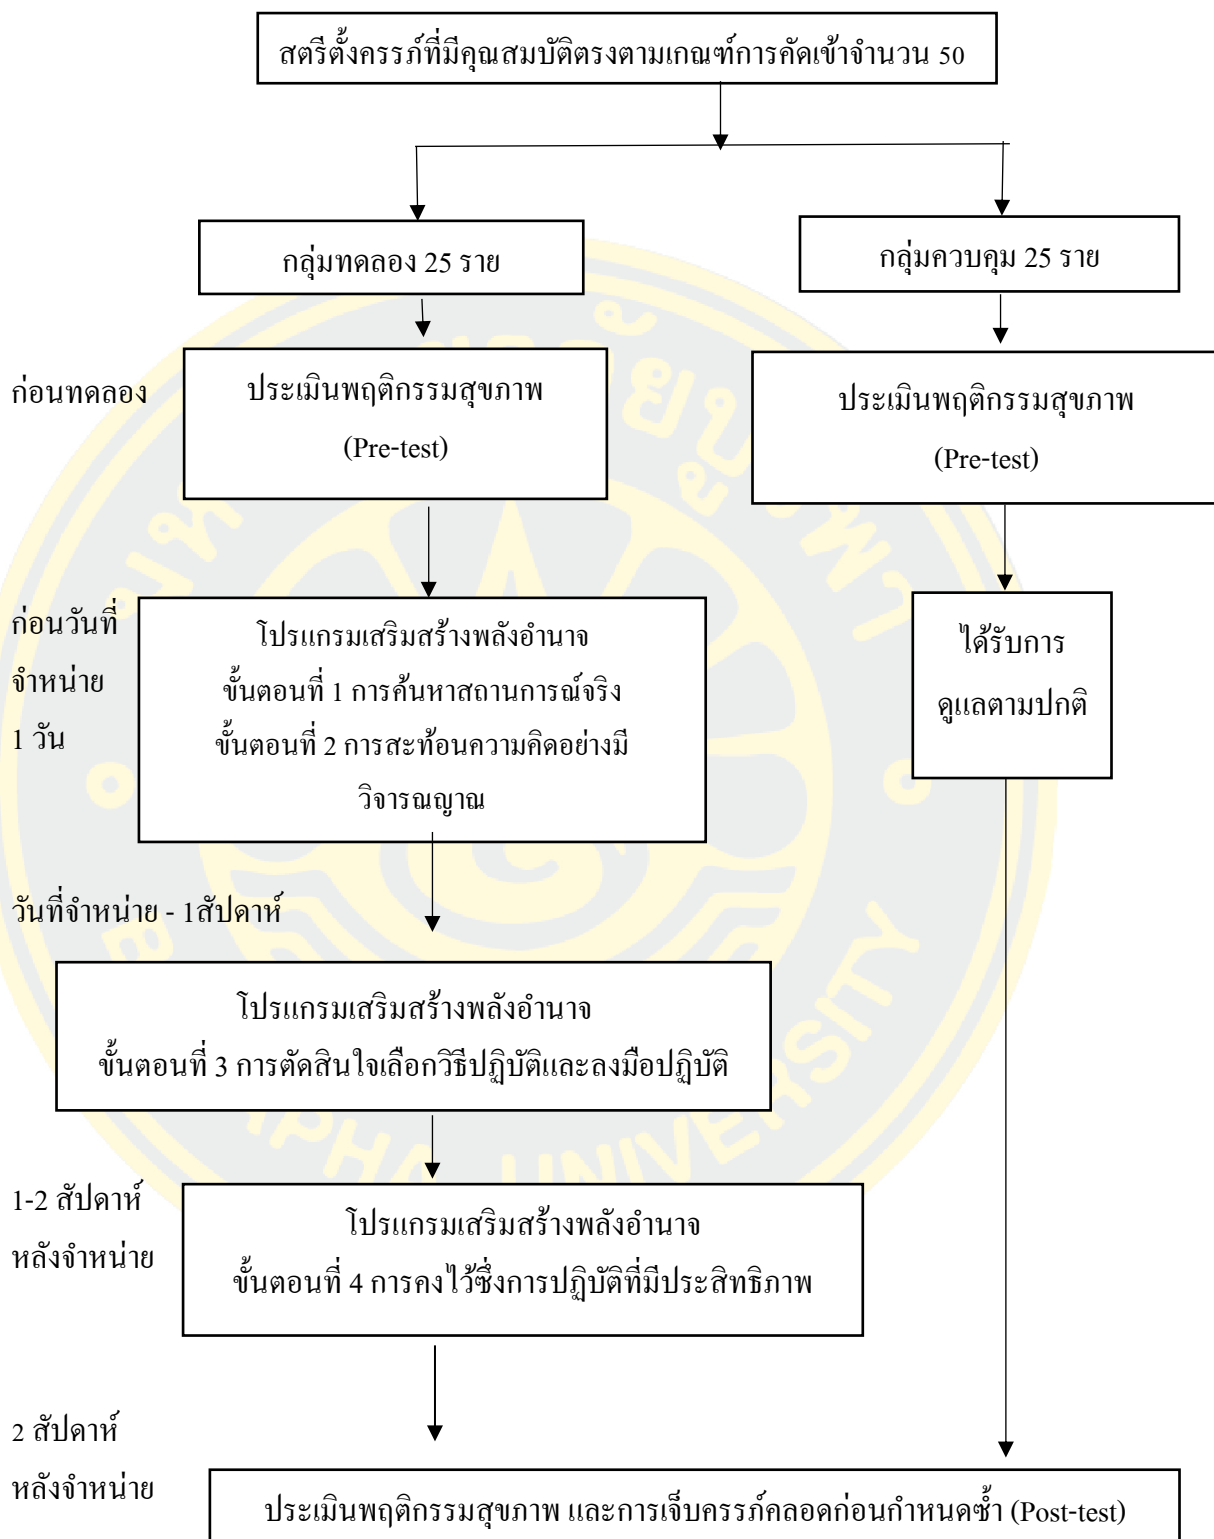 สตรีตั้งครรภ์ที่มีคุณสมบัติตรงตามเกณฑ์การคัดเข้าจำนวน 50
กลุ่มทดลอง 25 ราย
กลุ่มควบคุม 25 ราย
ก่อนทดลอง
ประเมินพฤติกรรมสุขภาพ
(Pre-test)
ประเมินพฤติกรรมสุขภาพ
(Pre-test)
ก่อนวันที่
จำหน่าย
1 วัน
โปรแกรมเสริมสร้างพลังอำนาจ
ขั้นตอนที่ 1 การค้นหาสถานการณ์จริง
ขั้นตอนที่ 2 การสะท้อนความคิดอย่างมี
วิจารณญาณ
ได้รับการ
ดูแลตามปกติ
วันที่จำหน่าย - 1สัปดาห์
โปรแกรมเสริมสร้างพลังอำนาจ
ขั้นตอนที่ 3 การตัดสินใจเลือกวิธีปฏิบัติและลงมือปฏิบัติ
1-2 สัปดาห์
หลังจำหน่าย
โปรแกรมเสริมสร้างพลังอำนาจ
ขั้นตอนที่ 4 การคงไว้ซึ่งการปฏิบัติที่มีประสิทธิภาพ
2 สัปดาห์
หลังจำหน่าย
ประเมินพฤติกรรมสุขภาพ และการเจ็บครรภ์คลอดก่อนกำหนดซ้ำ (Post-test)
UNIVERSITY